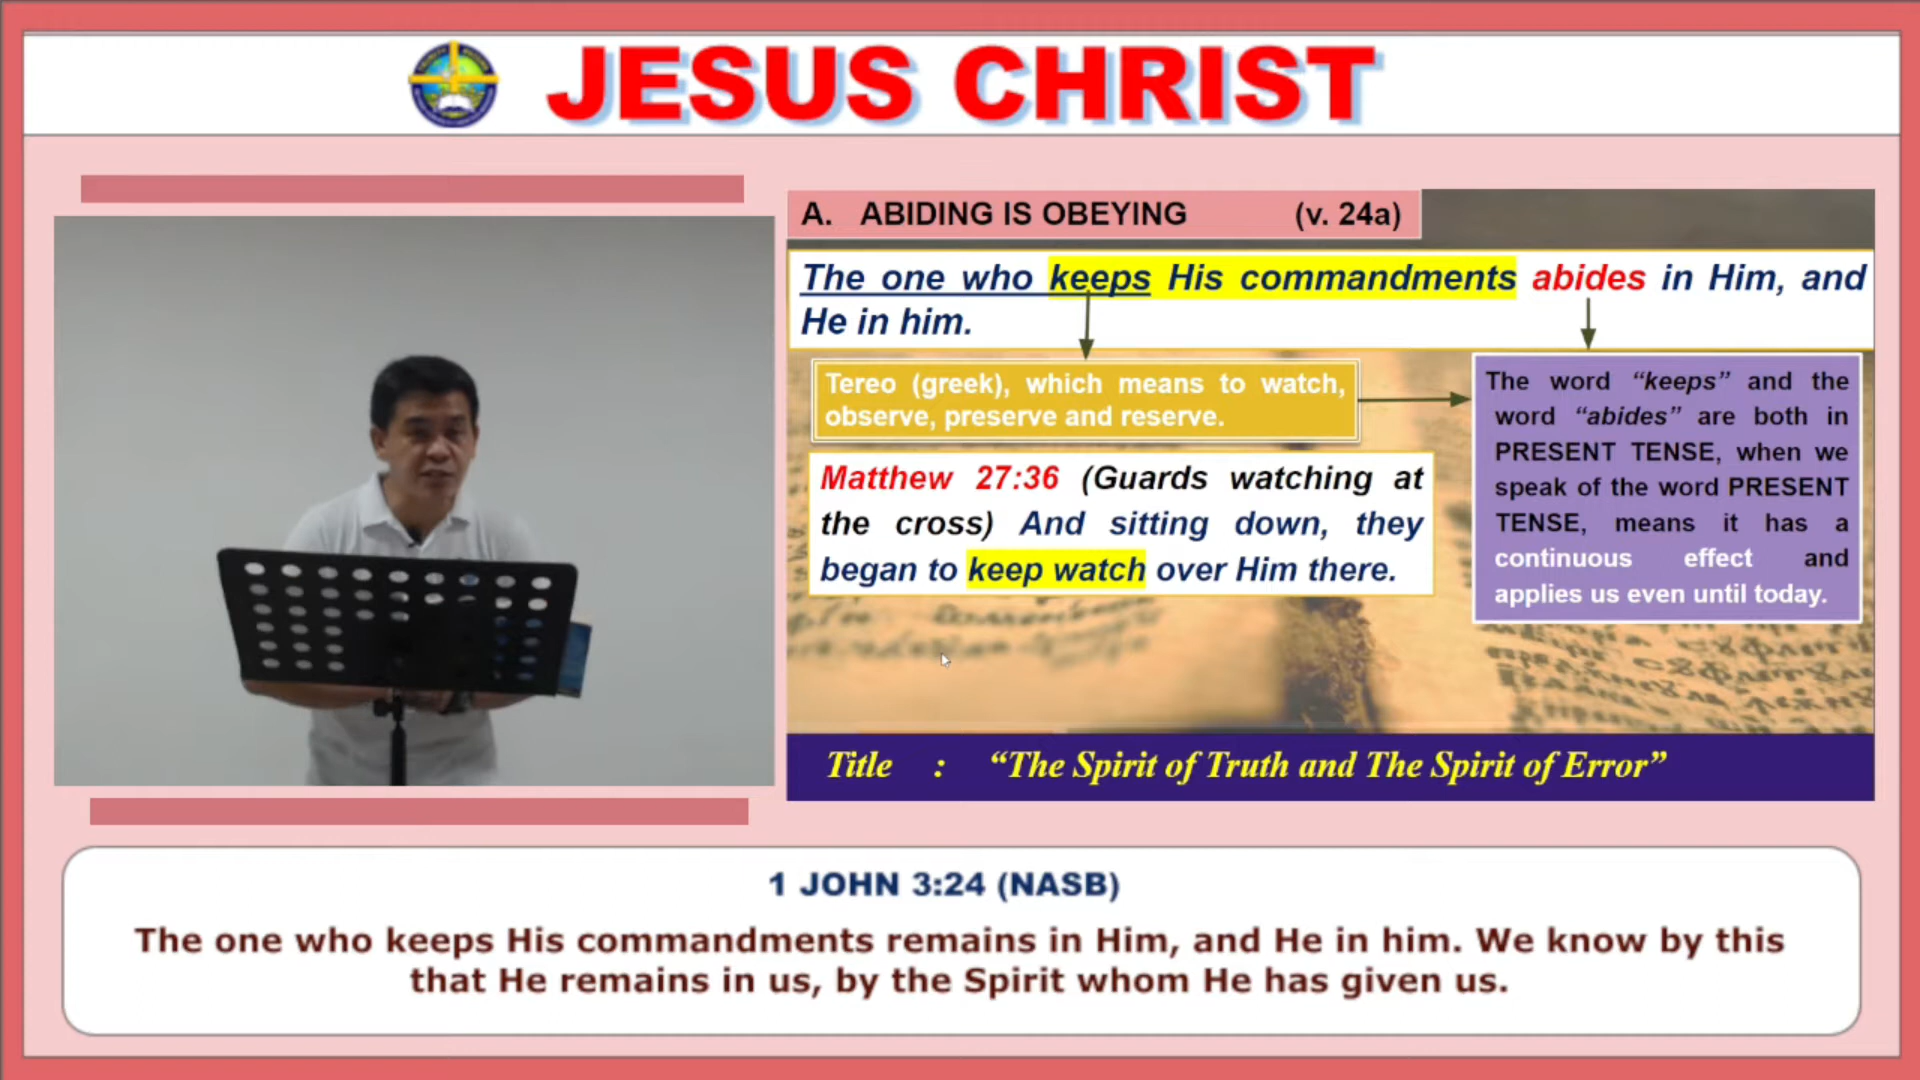 JESUS CHRIST
A. ABIDING IS OBEYING (v. 24a)
The one who keeps His commandments abides in Him, and
He in him.
Tereo (greek), which means to watch,
observe, preserve and reserve.
Matthew 27:36 (Guards watching at
the cross) And sitting down, they
began to keep watch over Him there.
The word “keeps” and the
word “abides” are both in
PRESENT TENSE, when we
speak of the word PRESENT
TENSE, means it has a
continuous effect and
applies us even until today.
Title : “The Spirit of Truth and The Spirit of Error”
1 JOHN 3:24 (NASB)
The one who keeps His commandments remains in Him, and He in him. We know by this
that He remains in us, by the Spirit whom He has given us.